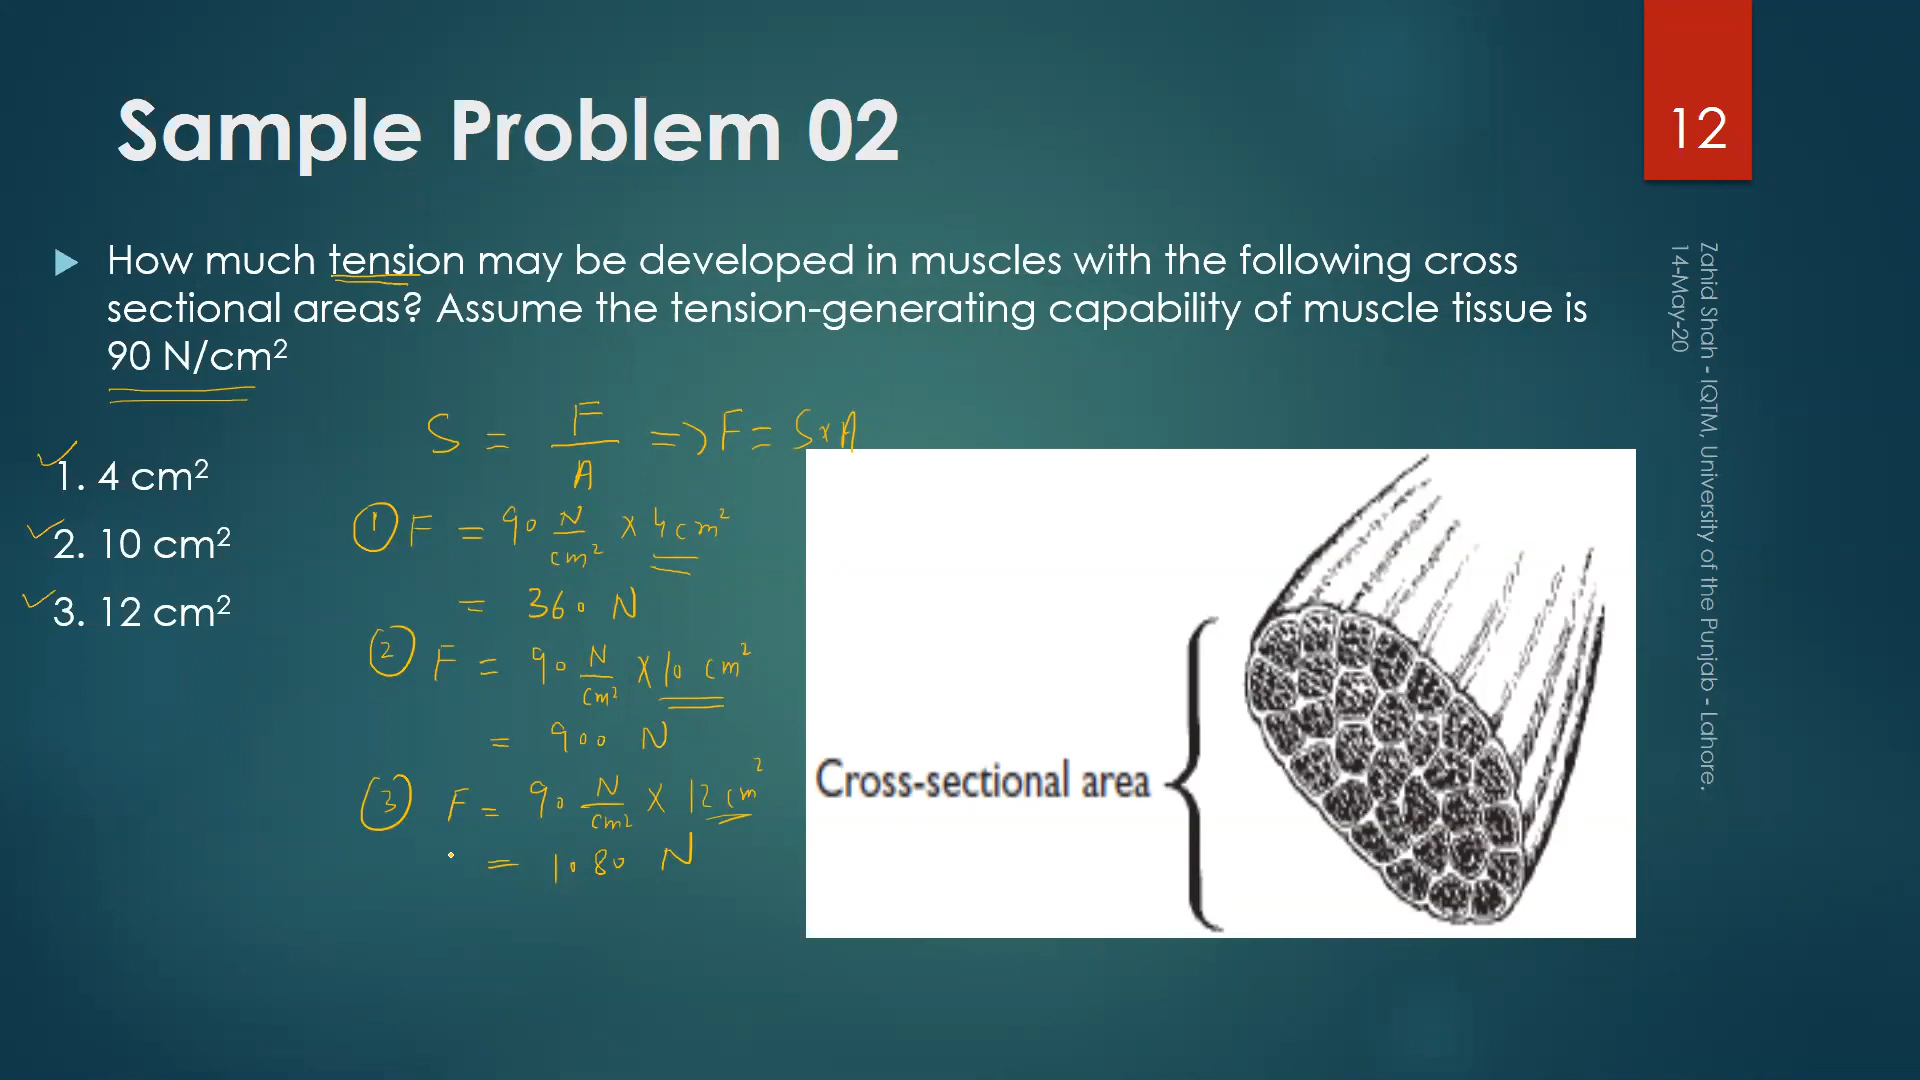 Sample Problem 02
12
How much tension may be developed in muscles with the following cross
sectional areas? Assume the tension-generating capability of muscle tissue is
90 N/cm²
S = F/A => F = S x A
1. 4 cm²
2. 10 cm²
3. 12 cm²
① F = 90 N/cm² x 4 cm²
= 360 N
② F = 90 N/cm² x 10 cm²
= 900 N
③ F = 90 N/cm² x 12 cm²
= 1080 N
Cross-sectional area
Zahid Shah - IQTM, University of the Punjab - Lahore.
14-May-20